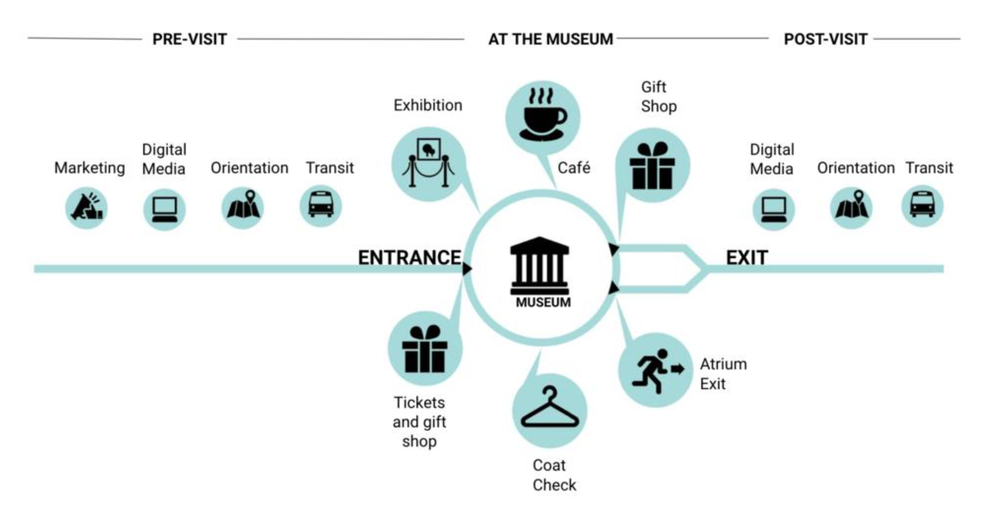 PRE-VISIT
AT THE MUSEUM
POST-VISIT
Marketing
Digital
Media
Orientation
Transit
Exhibition
Café
Gift
Shop
Digital
Media
Orientation
Transit
ENTRANCE
MUSEUM
EXIT
Tickets
and gift
shop
Coat
Check
Atrium
Exit